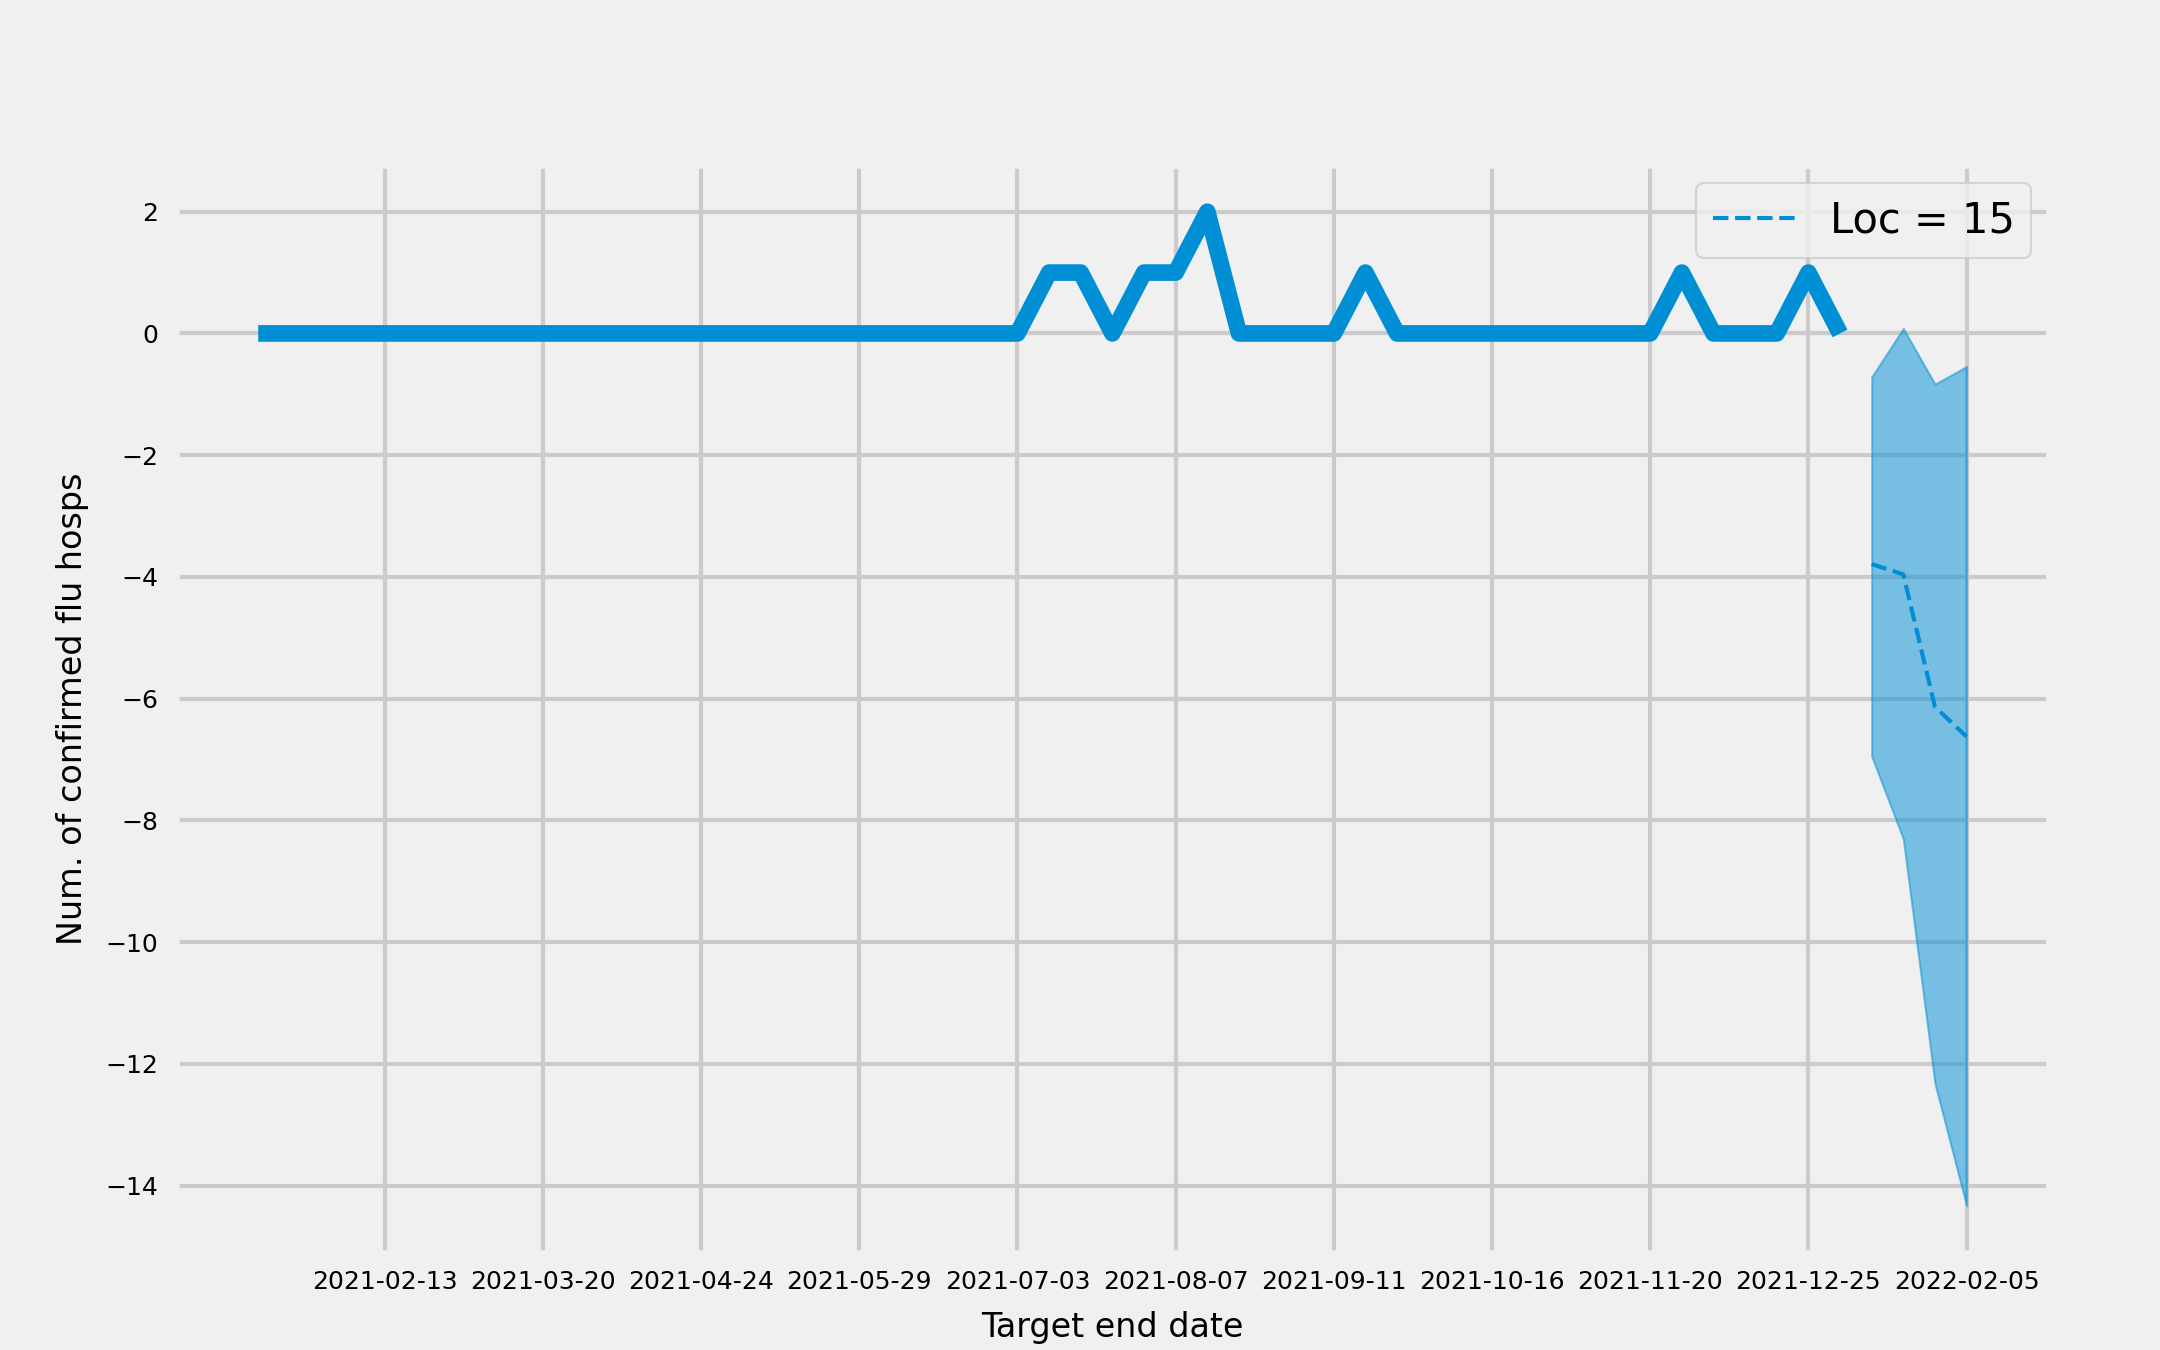 Loc = 15
2
0
−2
−4
−6
−8
−10
−12
−14
Num. of confirmed flu hosps
2021-02-13 2021-03-20 2021-04-24 2021-05-29 2021-07-03 2021-08-07 2021-09-11 2021-10-16 2021-11-20 2021-12-25 2022-02-05
Target end date